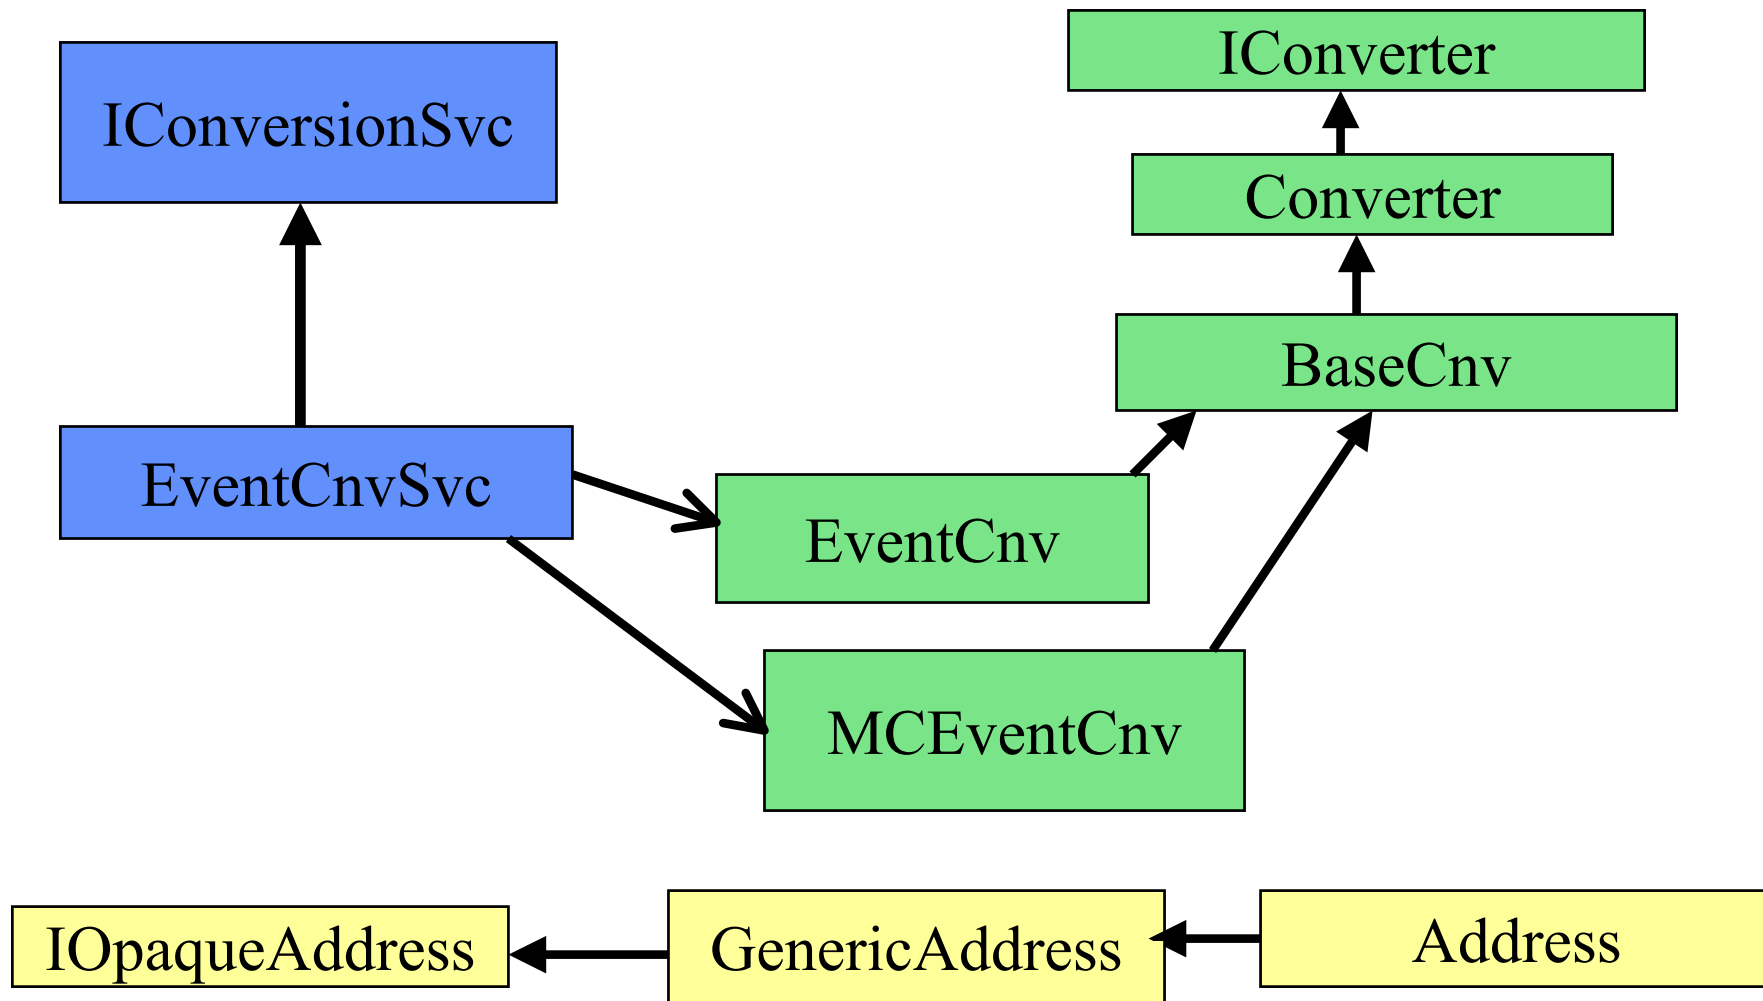 IConverter
IConversionSvc
Converter
BaseCnv
EventCnvSvc
EventCnv
MCEventCnv
IOpaqueAddress
GenericAddress
Address